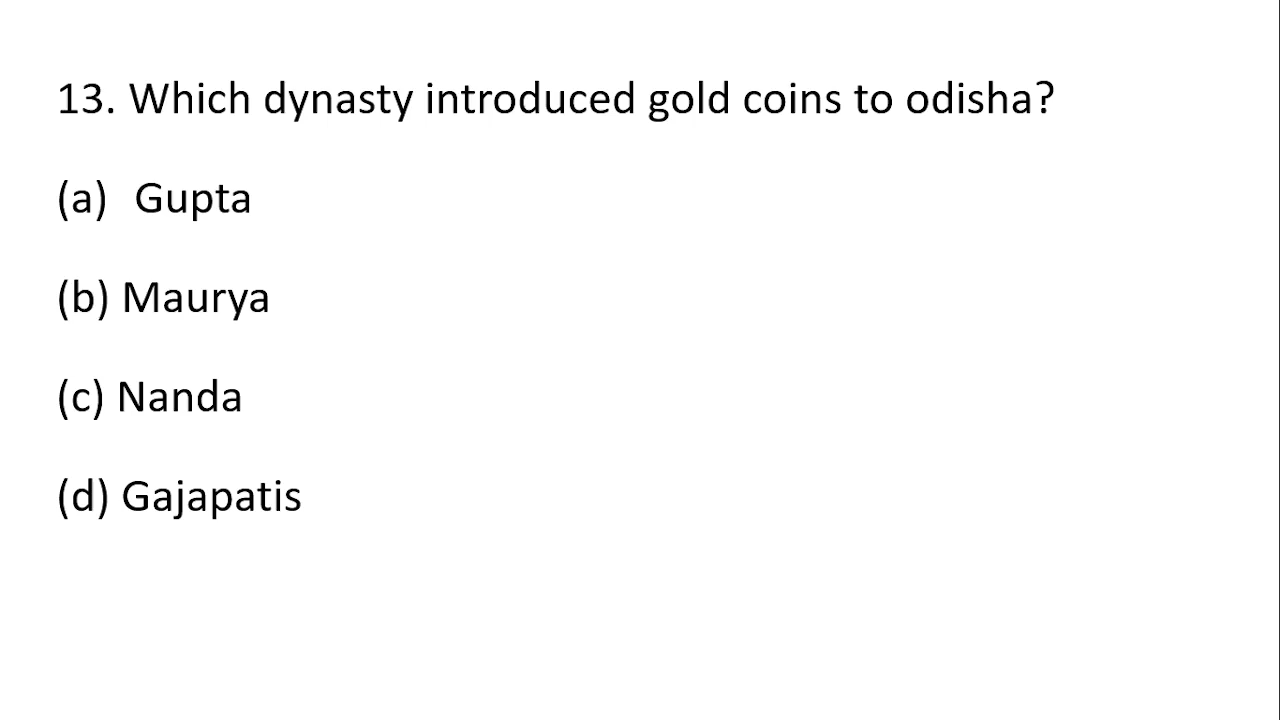 13. Which dynasty introduced gold coins to odisha?
(a) Gupta
(b) Maurya
(c) Nanda
(d) Gajapatis